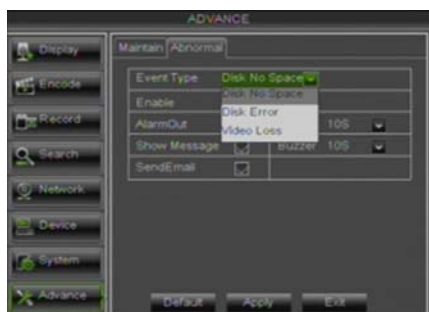 ADVANCE
Display
Encode
Record
Search
Network
Device
System
Advance
Maintain Abnormal
Event Type Disk No Space
Disk No Space
Disk Error
Video Loss
Enable
AlarmOut 10S
Show Message Buzzer 10S
SendEmail
Default Apply Exit